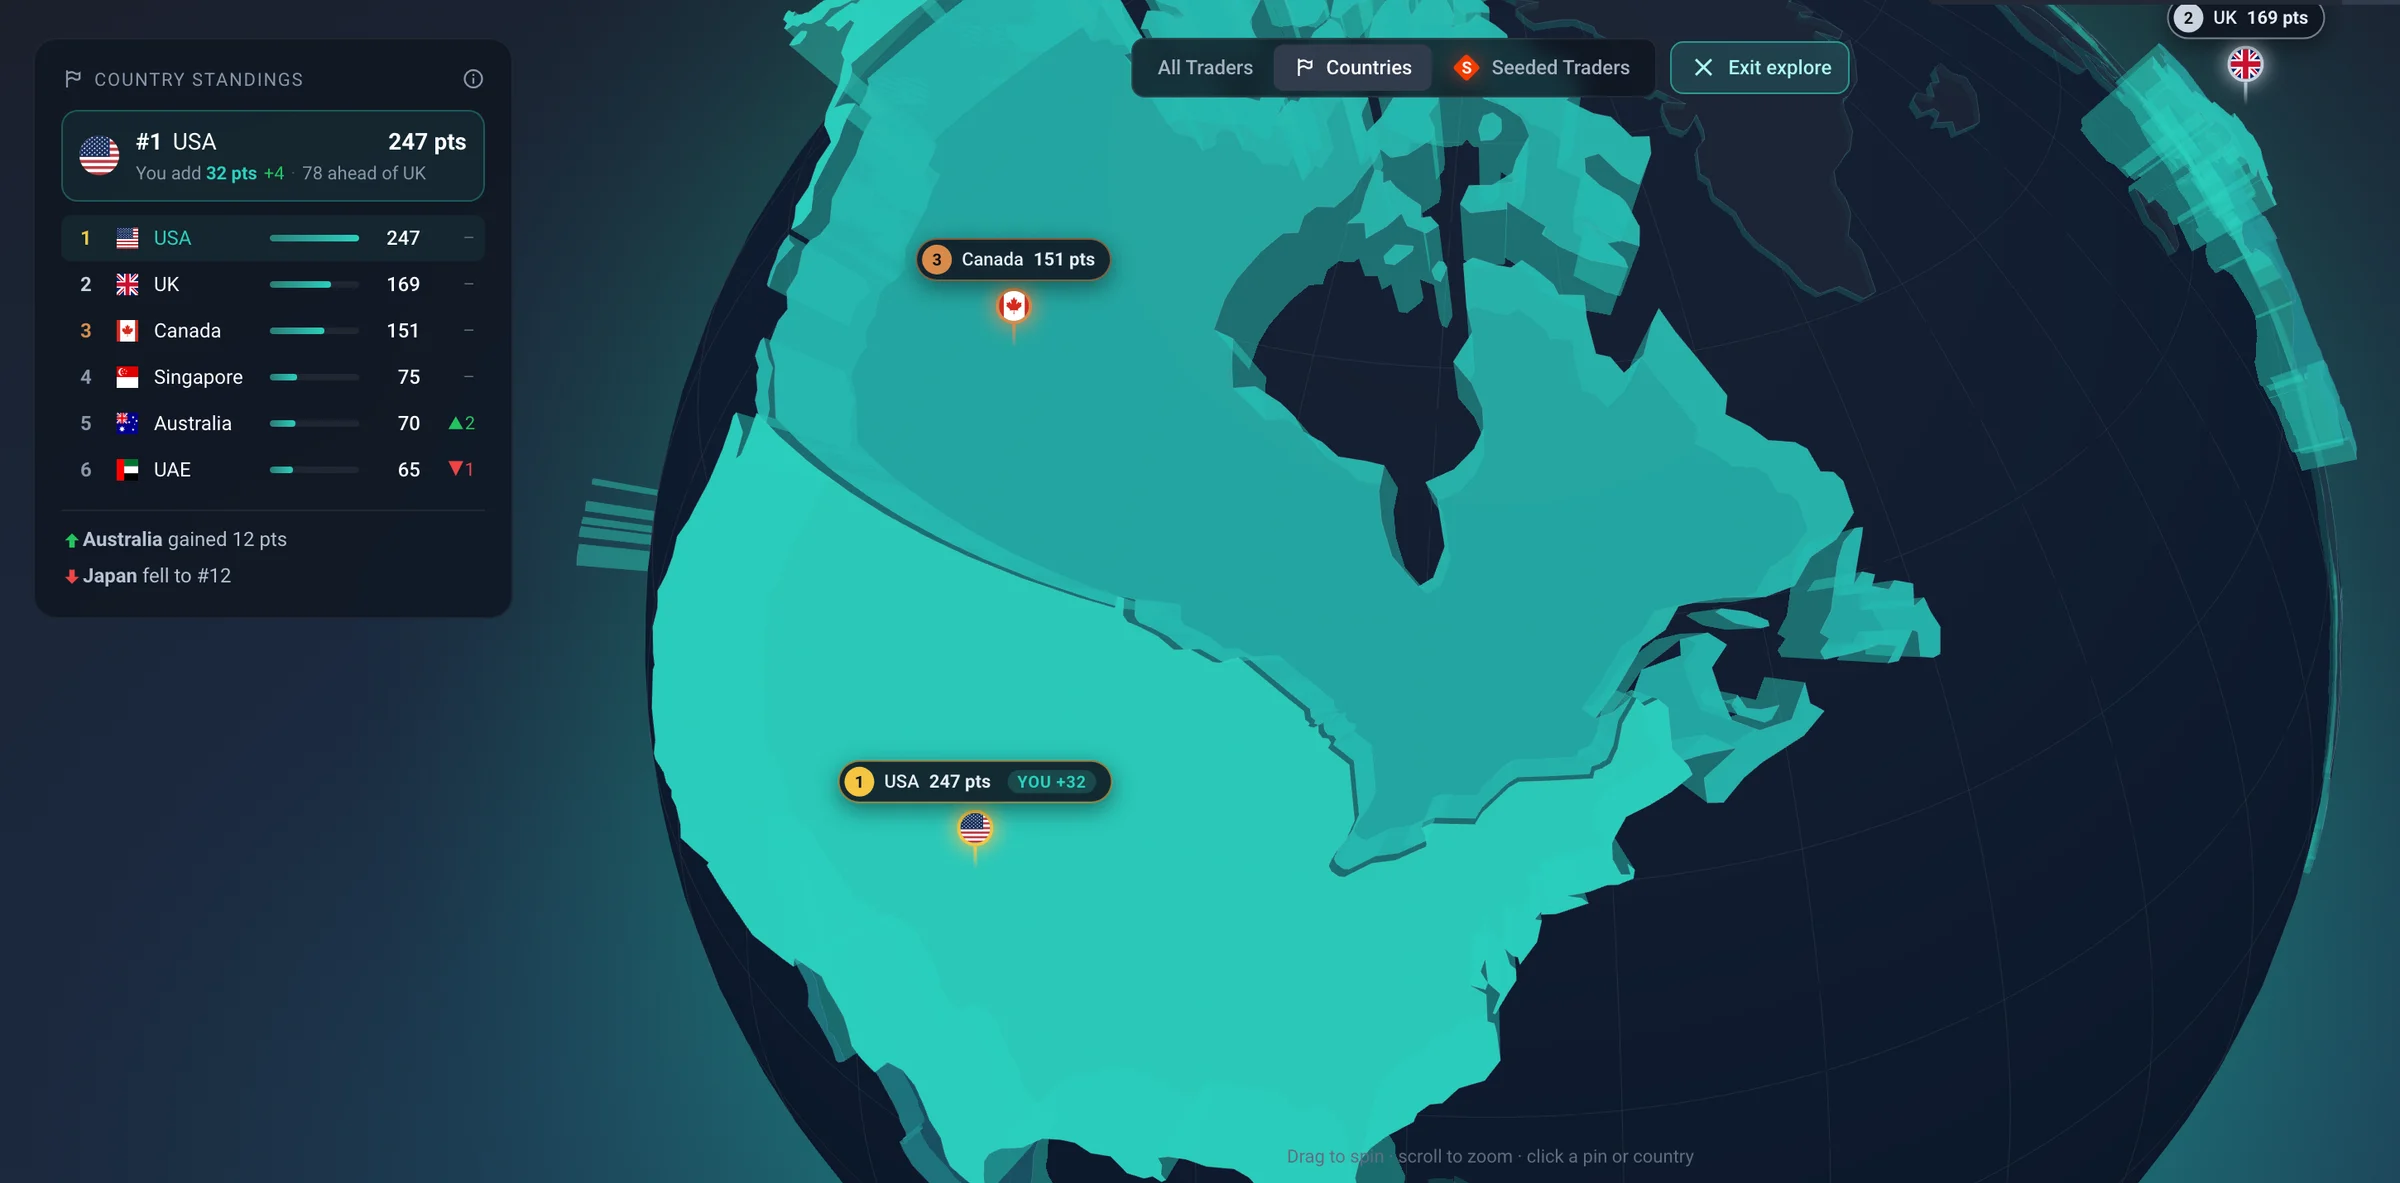 COUNTRY STANDINGS
#1 USA 247 pts
You add 32 pts +4 · 78 ahead of UK
1 USA 247 –
2 UK 169 –
3 Canada 151 –
4 Singapore 75 –
5 Australia 70 ▲2
6 UAE 65 ▼1
Australia gained 12 pts
Japan fell to #12
All Traders
Countries
S Seeded Traders
Exit explore
2 UK 169 pts
3 Canada 151 pts
1 USA 247 pts YOU +32
Drag to spin · scroll to zoom · click a pin or country